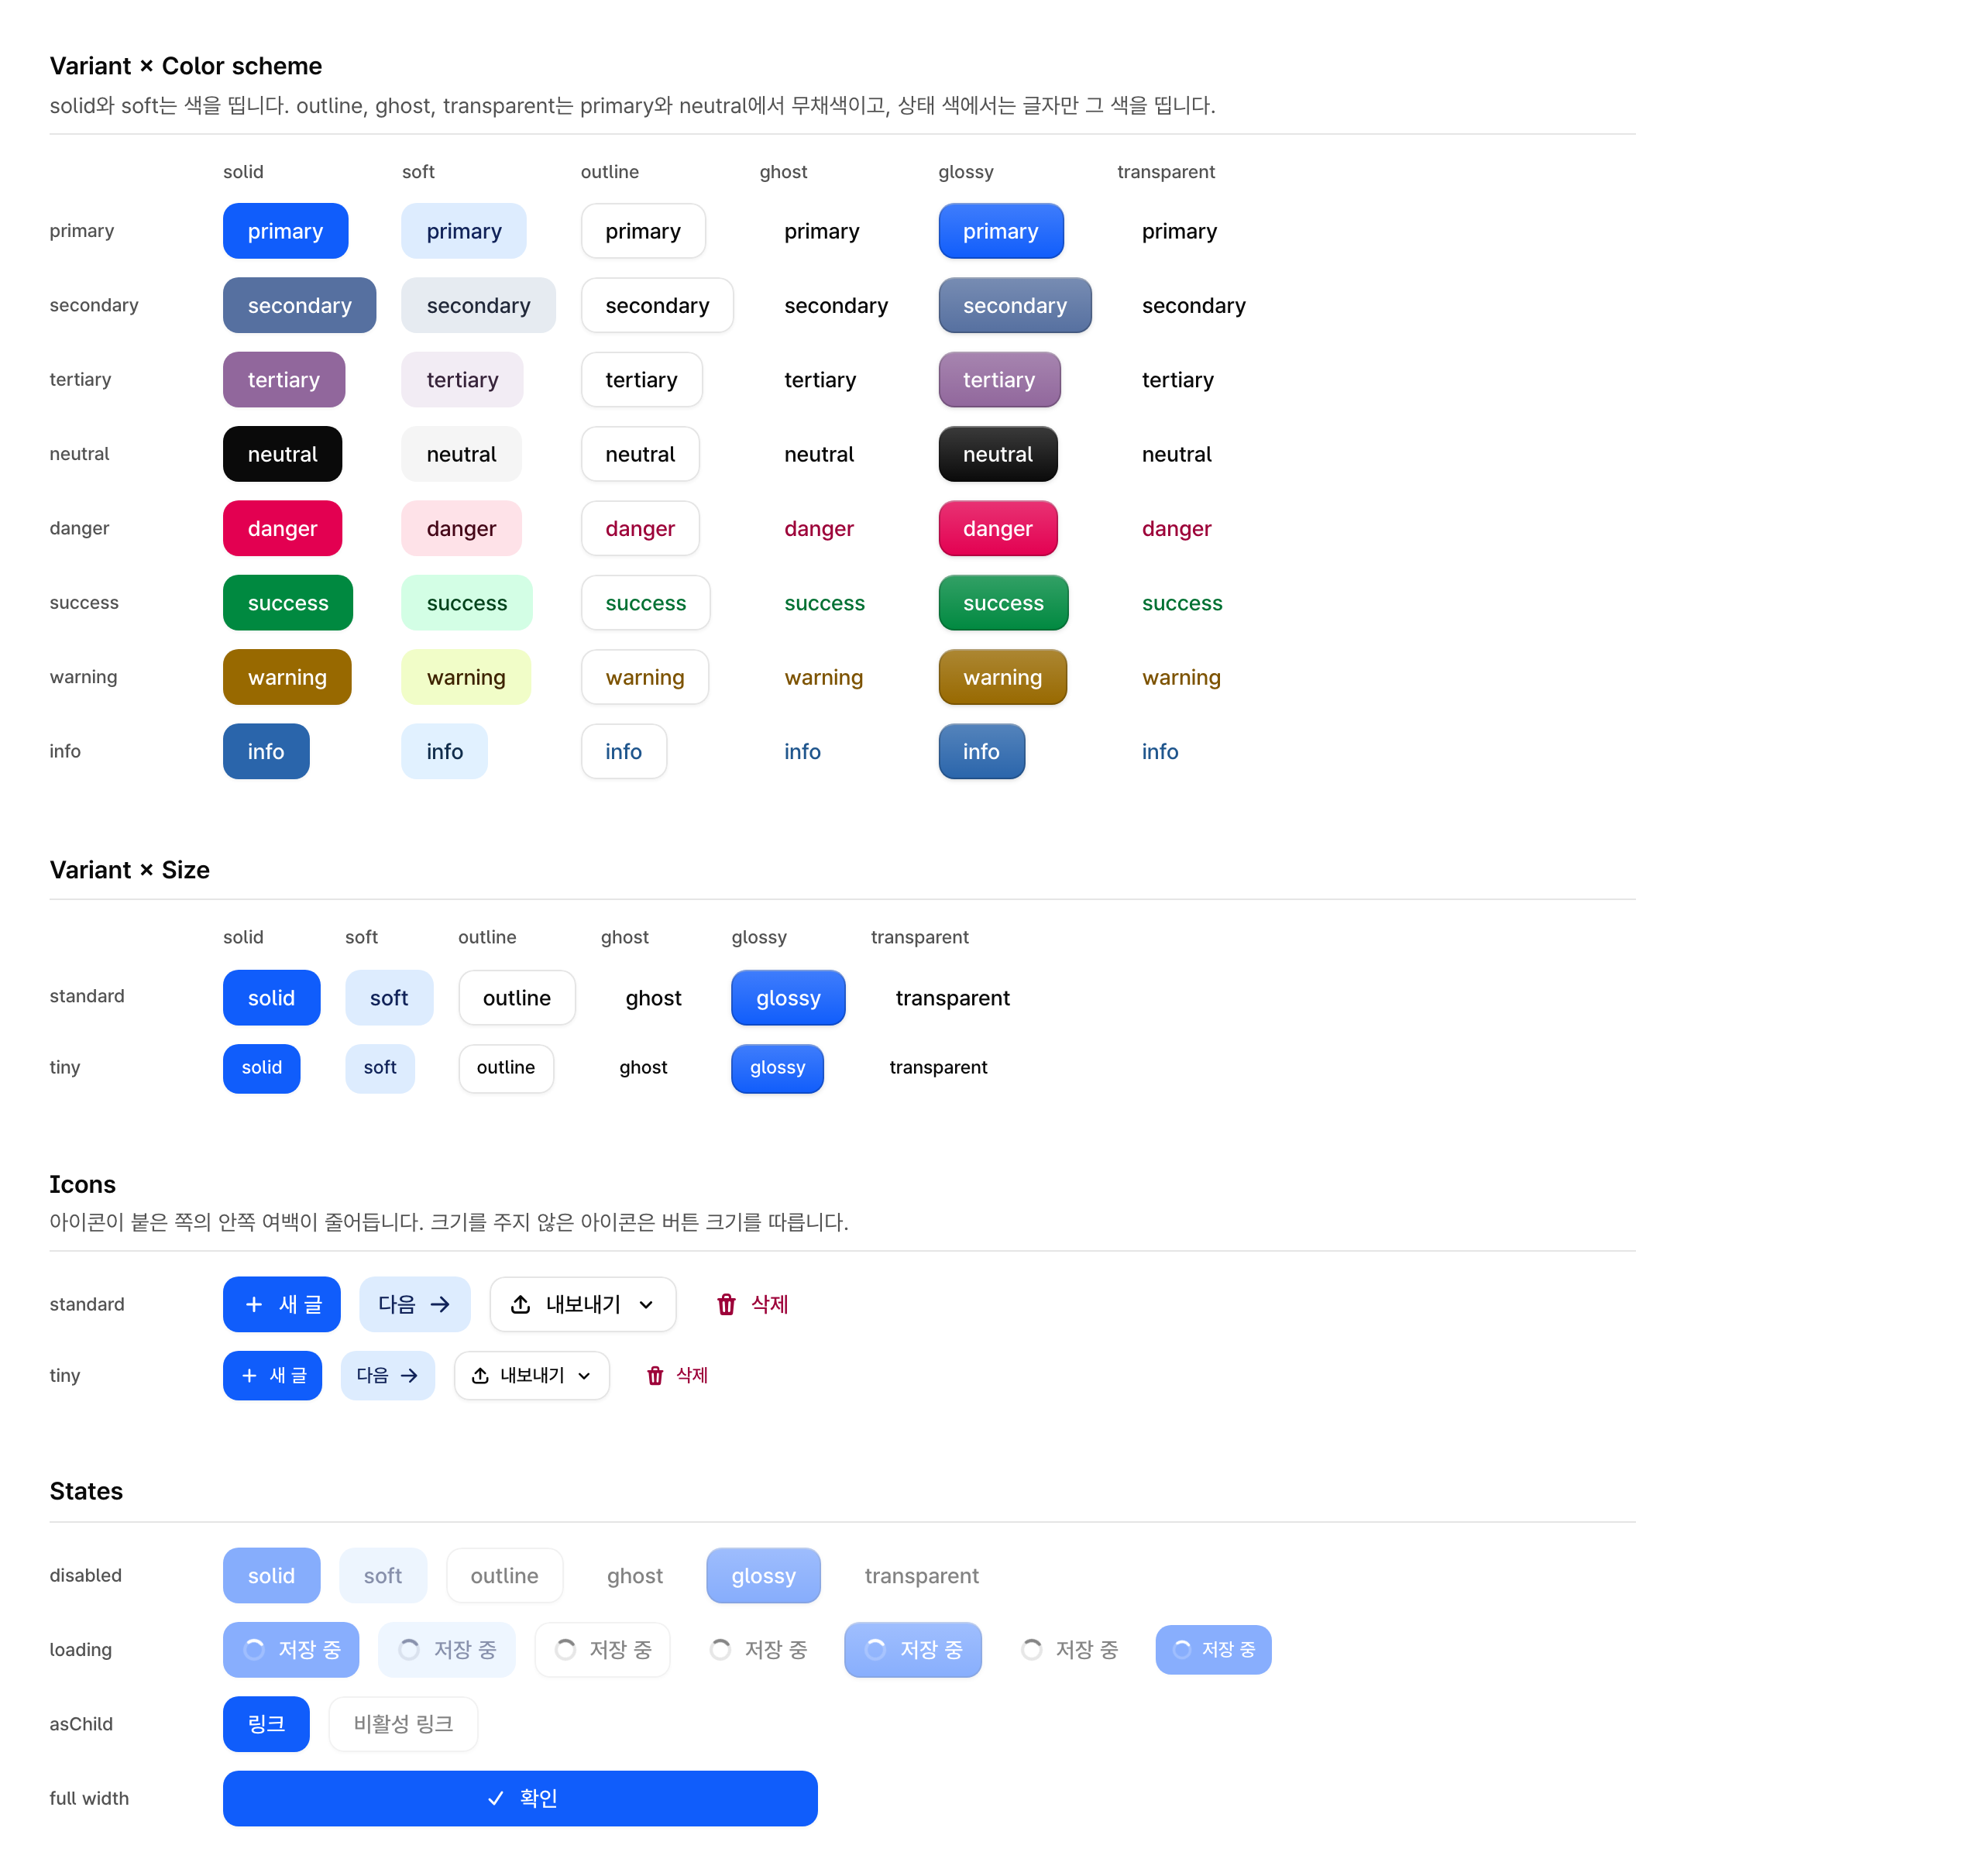 Variant × Color scheme
solid와 soft는 색을 띕니다. outline, ghost, transparent는 primary와 neutral에서 무채색이고, 상태 색에서는 글자만 그 색을 띕니다.
solid soft outline ghost glossy transparent
primary primary primary primary primary primary primary
secondary secondary secondary secondary secondary secondary secondary
tertiary tertiary tertiary tertiary tertiary tertiary tertiary
neutral neutral neutral neutral neutral neutral neutral
danger danger danger danger danger danger danger
success success success success success success success
warning warning warning warning warning warning warning
info info info info info info info
Variant × Size
solid soft outline ghost glossy transparent
standard solid soft outline ghost glossy transparent
tiny solid soft outline ghost glossy transparent
Icons
아이콘이 붙은 쪽의 안쪽 여백이 줄어듭니다. 크기를 주지 않은 아이콘은 버튼 크기를 따릅니다.
standard 새 글 다음 내보내기 삭제
tiny 새 글 다음 내보내기 삭제
States
disabled solid soft outline ghost glossy transparent
loading 저장 중 저장 중 저장 중 저장 중 저장 중 저장 중 저장 중
asChild 링크 비활성 링크
full width 확인